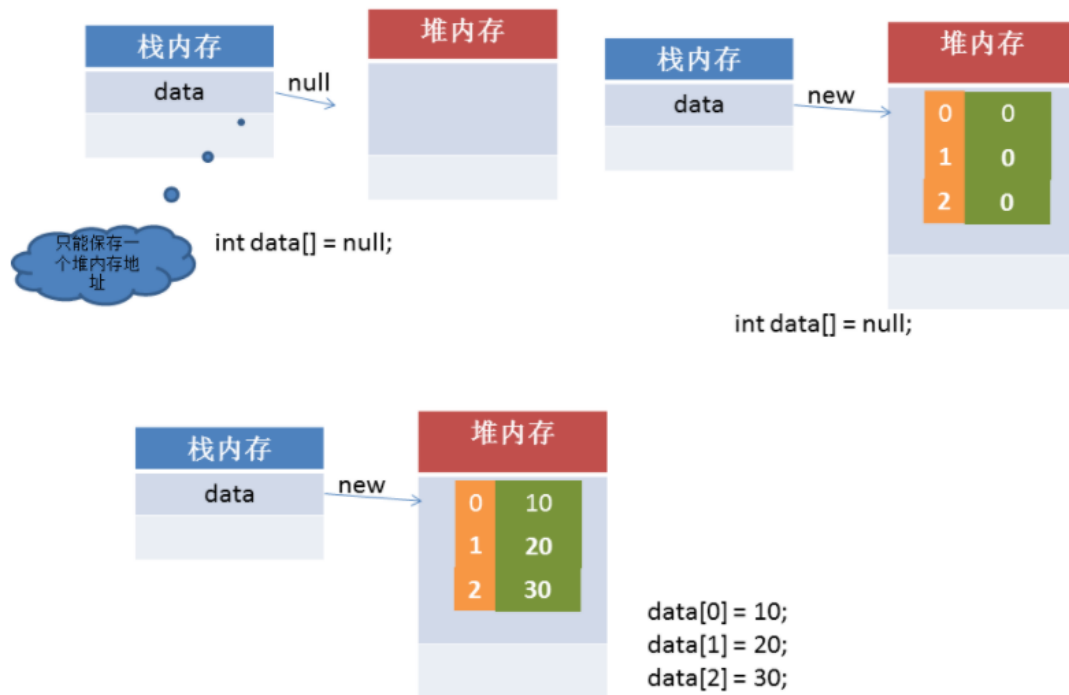 栈内存
data
null
堆内存
只能保存一
个堆内存地
址
int data[] = null;
栈内存
data
new
堆内存
0 0
1 0
2 0
int data[] = null;
栈内存
data
new
堆内存
0 10
1 20
2 30
data[0] = 10;
data[1] = 20;
data[2] = 30;